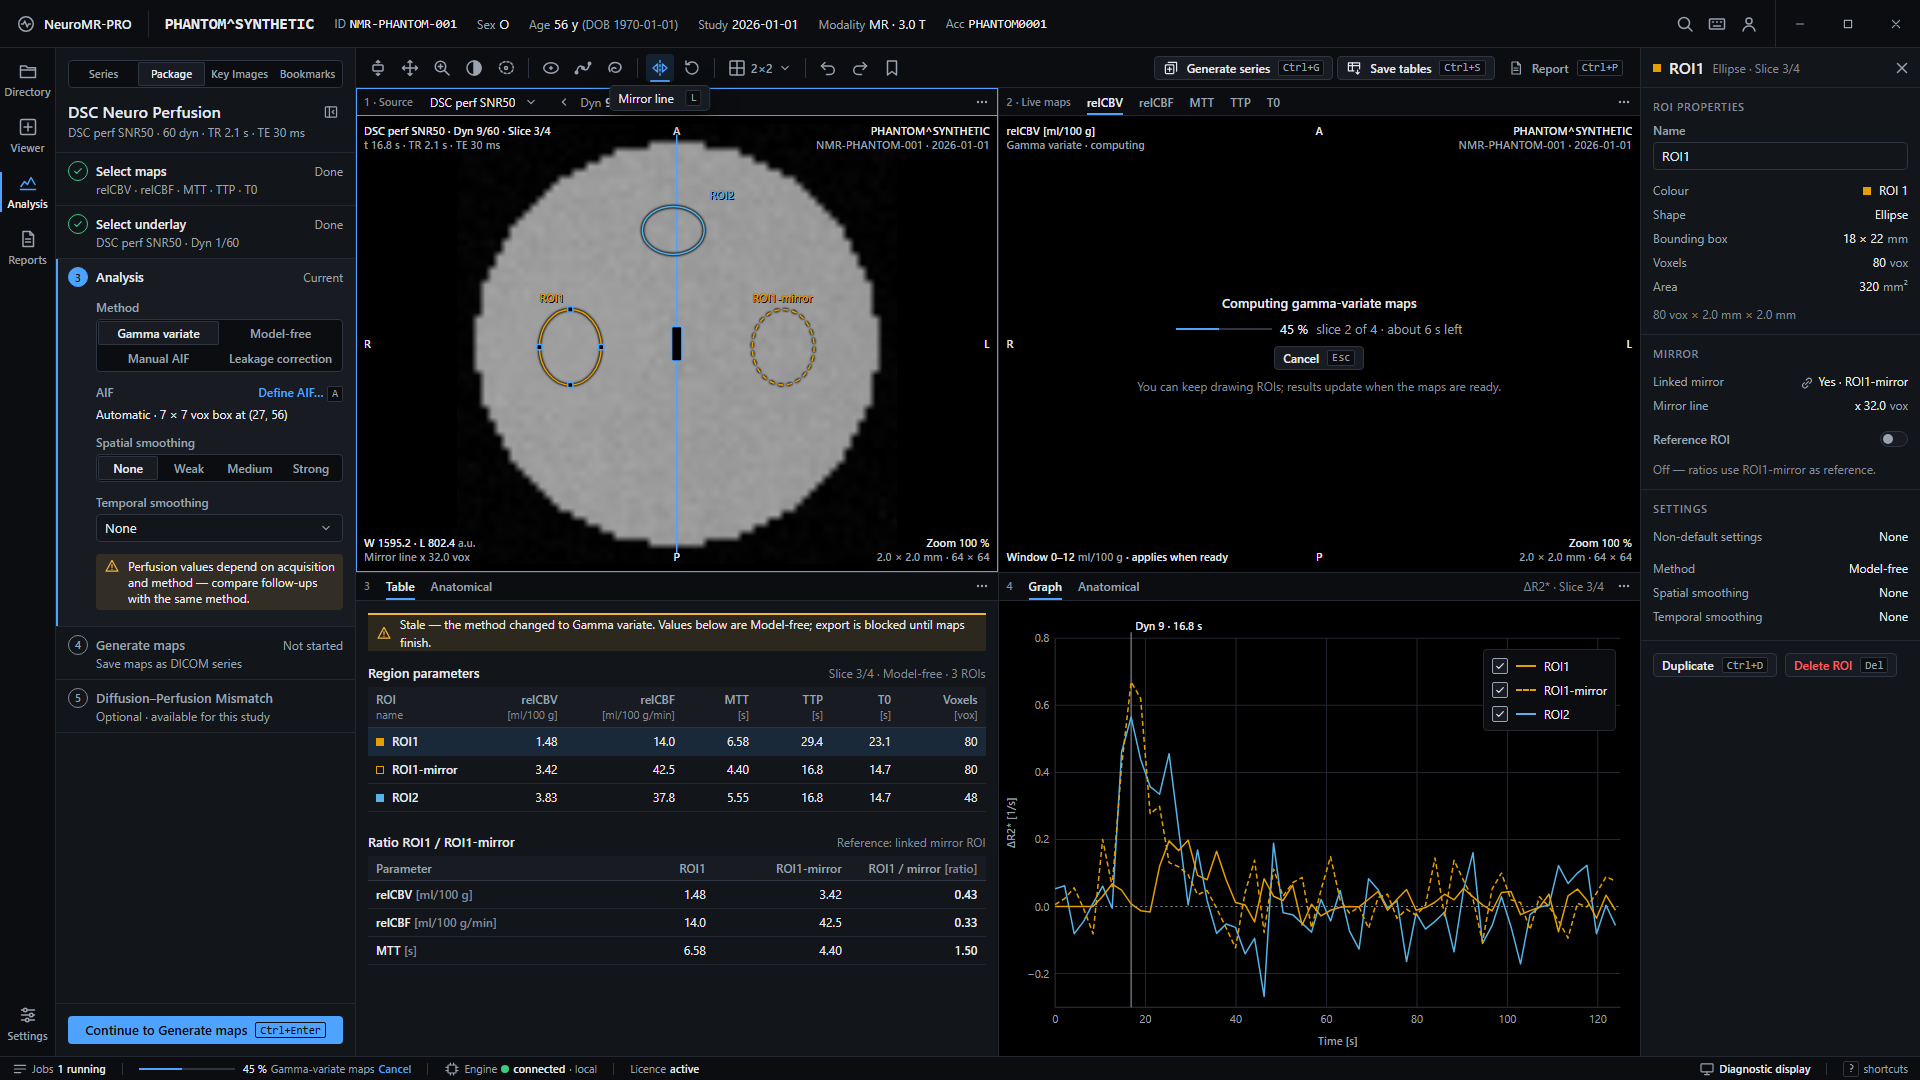 NeuroMR-PRO
PHANTOM^SYNTHETIC
ID NMR-PHANTOM-001
Sex O
Age 56 y (DOB 1970-01-01)
Study 2026-01-01
Modality MR · 3.0 T
Acc PHANTOM0001
Directory
Viewer
Analysis
Reports
Settings
Series
Package
Key Images
Bookmarks
DSC Neuro Perfusion
DSC perf SNR50 · 60 dyn · TR 2.1 s · TE 30 ms
Select maps
Done
relCBV · relCBF · MTT · TTP · T0
Select underlay
Done
DSC perf SNR50 · Dyn 1/60
3
Analysis
Current
Method
Gamma variate
Model-free
Manual AIF
Leakage correction
AIF
Define AIF... A
Automatic · 7 × 7 vox box at (27, 56)
Spatial smoothing
None
Weak
Medium
Strong
Temporal smoothing
None
Perfusion values depend on acquisition
and method — compare follow-ups
with the same method.
4
Generate maps
Not started
Save maps as DICOM series
5
Diffusion–Perfusion Mismatch
Optional · available for this study
Continue to Generate maps Ctrl+Enter
2×2
Generate series Ctrl+G
Save tables Ctrl+S
Report Ctrl+P
1 · Source
DSC perf SNR50
Dyn 9
Mirror line L
DSC perf SNR50 · Dyn 9/60 · Slice 3/4
t 16.8 s · TR 2.1 s · TE 30 ms
A
PHANTOM^SYNTHETIC
NMR-PHANTOM-001 · 2026-01-01
ROI2
ROI1
ROI1-mirror
R
L
W 1595.2 · L 802.4 a.u.
Mirror line x 32.0 vox
P
Zoom 100 %
2.0 × 2.0 mm · 64 × 64
2 · Live maps
relCBV
relCBF
MTT
TTP
T0
relCBV [ml/100 g]
Gamma variate · computing
A
PHANTOM^SYNTHETIC
NMR-PHANTOM-001 · 2026-01-01
Computing gamma-variate maps
45 % slice 2 of 4 · about 6 s left
Cancel Esc
You can keep drawing ROIs; results update when the maps are ready.
R
L
Window 0–12 ml/100 g · applies when ready
P
Zoom 100 %
2.0 × 2.0 mm · 64 × 64
3
Table
Anatomical
Stale — the method changed to Gamma variate. Values below are Model-free; export is blocked until maps
finish.
Region parameters
Slice 3/4 · Model-free · 3 ROIs
ROI relCBV relCBF MTT TTP T0 Voxels
name [ml/100 g] [ml/100 g/min] [s] [s] [s] [vox]
ROI1 1.48 14.0 6.58 29.4 23.1 80
ROI1-mirror 3.42 42.5 4.40 16.8 14.7 80
ROI2 3.83 37.8 5.55 16.8 14.7 48
Ratio ROI1 / ROI1-mirror
Reference: linked mirror ROI
Parameter ROI1 ROI1-mirror ROI1 / mirror [ratio]
relCBV [ml/100 g] 1.48 3.42 0.43
relCBF [ml/100 g/min] 14.0 42.5 0.33
MTT [s] 6.58 4.40 1.50
4
Graph
Anatomical
ΔR2* · Slice 3/4
Dyn 9 · 16.8 s
ROI1
ROI1-mirror
ROI2
0.8
0.6
0.4
0.2
0.0
−0.2
ΔR2* [1/s]
0 20 40 60 80 100 120
Time [s]
ROI1 Ellipse · Slice 3/4
ROI PROPERTIES
Name
ROI1
Colour ROI 1
Shape Ellipse
Bounding box 18 × 22 mm
Voxels 80 vox
Area 320 mm²
80 vox × 2.0 mm × 2.0 mm
MIRROR
Linked mirror Yes · ROI1-mirror
Mirror line x 32.0 vox
Reference ROI
Off — ratios use ROI1-mirror as reference.
SETTINGS
Non-default settings None
Method Model-free
Spatial smoothing None
Temporal smoothing None
Duplicate Ctrl+D
Delete ROI Del
Jobs 1 running
45 % Gamma-variate maps Cancel
Engine connected · local
Licence active
Diagnostic display
? shortcuts